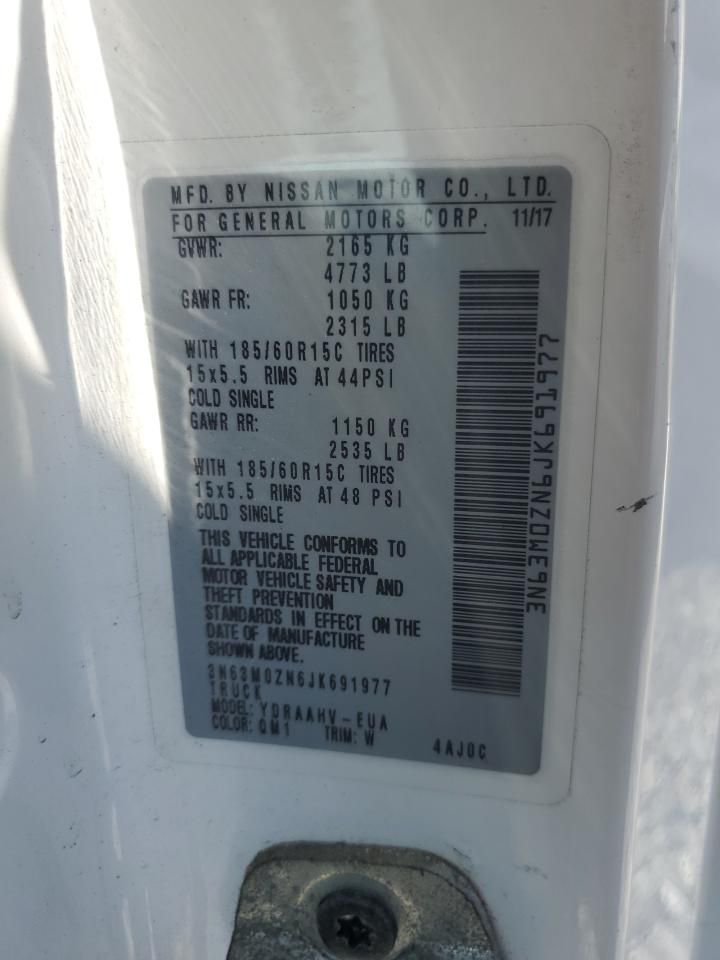 MFD. BY NISSAN MOTOR CO., LTD.
FOR GENERAL MOTORS CORP. 11/17
GVWR: 2165 KG
4773 LB
GAWR FR: 1050 KG
2315 LB
WITH 185/60R15C TIRES
15x5.5 RIMS AT 44PSI
COLD SINGLE
GAWR RR: 1150 KG
2535 LB
WITH 185/60R15C TIRES
15x5.5 RIMS AT 48 PSI
COLD SINGLE
THIS VEHICLE CONFORMS TO
ALL APPLICABLE FEDERAL
MOTOR VEHICLE SAFETY AND
THEFT PREVENTION
STANDARDS IN EFFECT ON THE
DATE OF MANUFACTURE
SHOWN ABOVE.
3N63M0ZN6JK691977
TRUCK
MODEL: YDRAAHV-EUA
COLOR: QM1 TRIM: W 4AJ0C
3N63M0ZN6JK691977